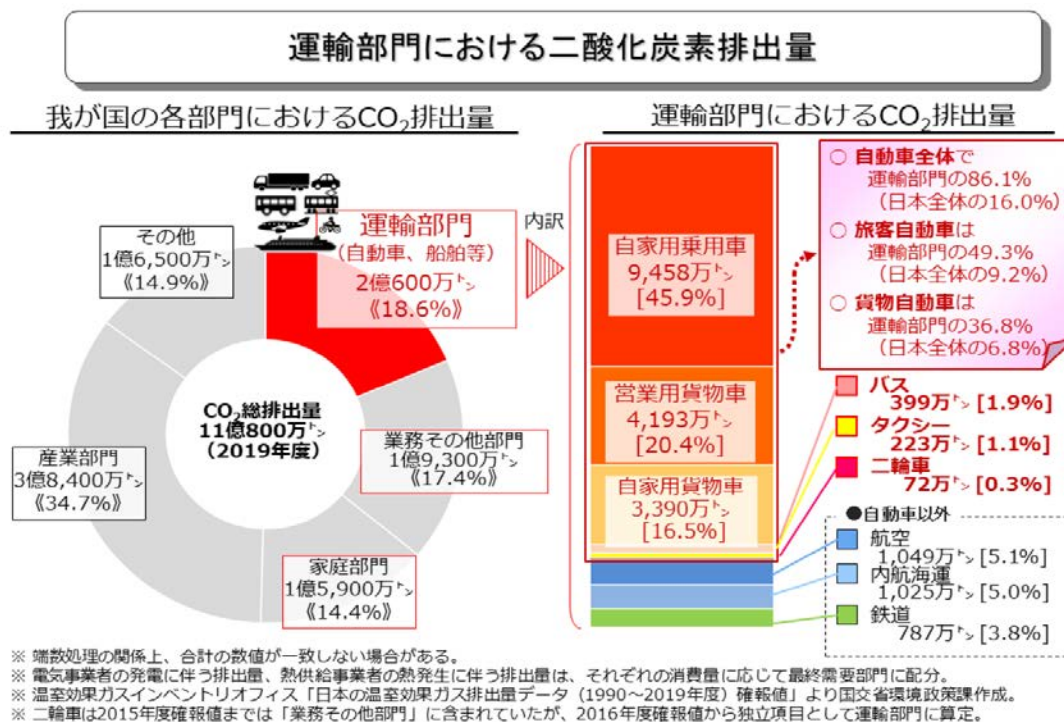 運輸部門における二酸化炭素排出量
我が国の各部門におけるCO₂排出量
運輸部門(自動車、船舶等)
2億600万㌧
《18.6%》
その他
1億6,500万㌧
《14.9%》
CO₂総排出量
11億800万㌧
(2019年度)
産業部門
3億8,400万㌧
《34.7%》
業務その他部門
1億9,300万㌧
《17.4%》
家庭部門
1億5,900万㌧
《14.4%》
内訳
運輸部門におけるCO₂排出量
自家用乗用車
9,458万㌧
[45.9%]
営業用貨物車
4,193万㌧
[20.4%]
自家用貨物車
3,390万㌧
[16.5%]
○ 自動車全体で
運輸部門の86.1%
(日本全体の16.0%)
○ 旅客自動車は
運輸部門の49.3%
(日本全体の9.2%)
○ 貨物自動車は
運輸部門の36.8%
(日本全体の6.8%)
バス
399万㌧ [1.9%]
タクシー
223万㌧ [1.1%]
二輪車
72万㌧ [0.3%]
●自動車以外
航空
1,049万㌧ [5.1%]
内航海運
1,025万㌧ [5.0%]
鉄道
787万㌧ [3.8%]
※ 端数処理の関係上、合計の数値が一致しない場合がある。
※ 電気事業者の発電に伴う排出量、熱供給事業者の熱発生に伴う排出量は、それぞれの消費量に応じて最終需要部門に配分。
※ 温室効果ガスインベントリオフィス「日本の温室効果ガス排出量データ(1990~2019年度)確報値」より国交省環境政策課作成。
※ 二輪車は2015年度確報値までは「業務その他部門」に含まれていたが、2016年度確報値から独立項目として運輸部門に算定。